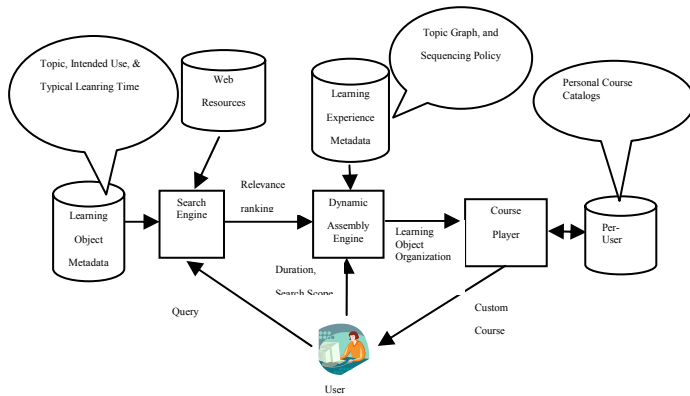 Topic, Intended Use, &
Typical Leanring Time
Web
Resources
Topic Graph, and
Sequencing Policy
Learning
Experience
Metadata
Personal Course
Catalogs
Learning
Object
Metadata
Search
Engine
Relevance
ranking
Dynamic
Assembly
Engine
Learning
Object
Organization
Course
Player
Per-
User
Duration,
Search Scope
Query
Custom
Course
User